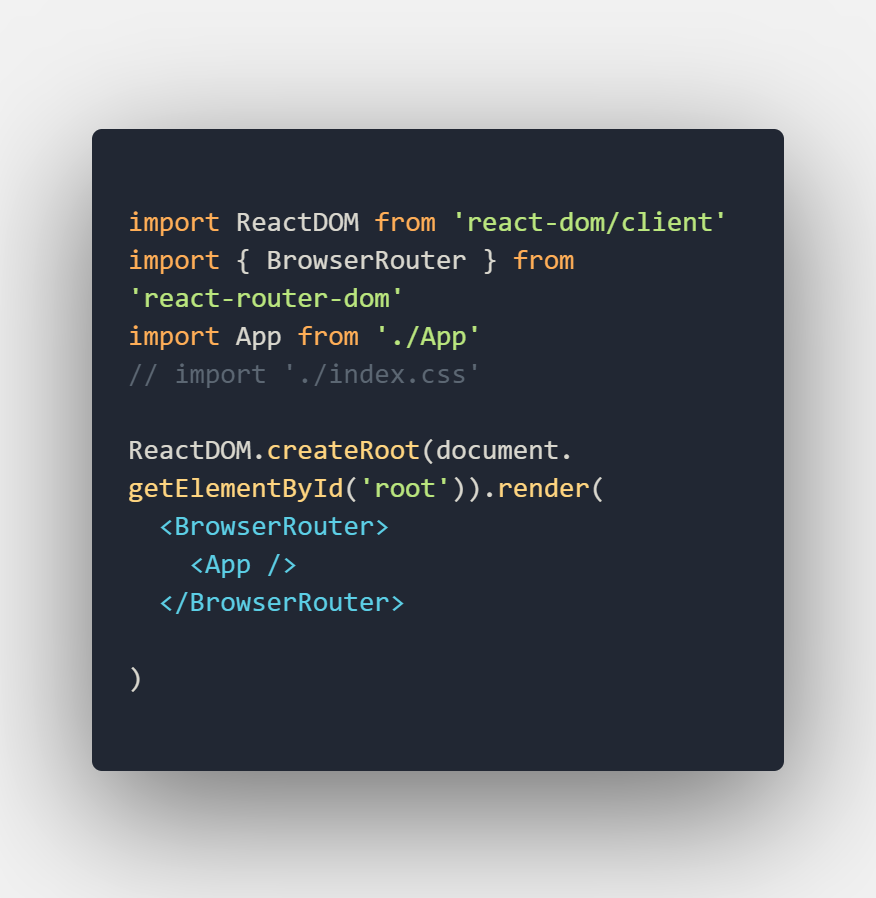 import ReactDOM from 'react-dom/client'
import { BrowserRouter } from
'react-router-dom'
import App from './App'
// import './index.css'
ReactDOM.createRoot(document.
getElementById('root')).render(
  <BrowserRouter>
    <App />
  </BrowserRouter>
)